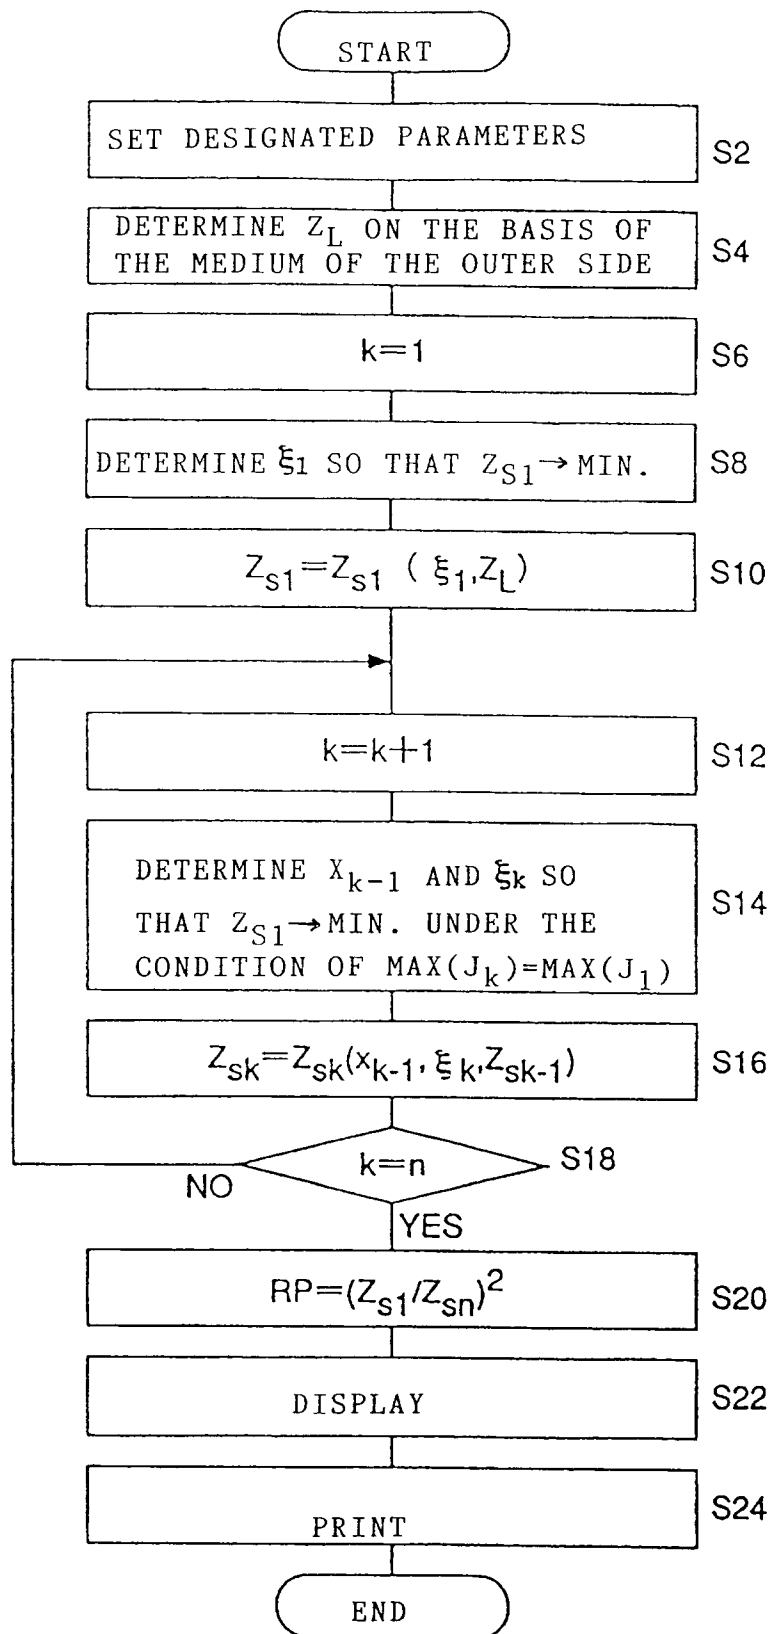 START
SET DESIGNATED PARAMETERS
S2
DETERMINE Z_L ON THE BASIS OF
THE MEDIUM OF THE OUTER SIDE
S4
k=1
S6
DETERMINE ξ1 SO THAT Z_S1→MIN.
S8
Z_s1=Z_s1 ( ξ_1,Z_L)
S10
k=k+1
S12
DETERMINE X_k-1 AND ξ_k SO
THAT Z_S1→MIN. UNDER THE
CONDITION OF MAX(J_k)=MAX(J_1)
S14
Z_sk=Z_sk(x_k-1, ξ_k,Z_sk-1)
S16
k=n
S18
NO
YES
RP=(Z_s1/Z_sn)^2
S20
DISPLAY
S22
PRINT
S24
END